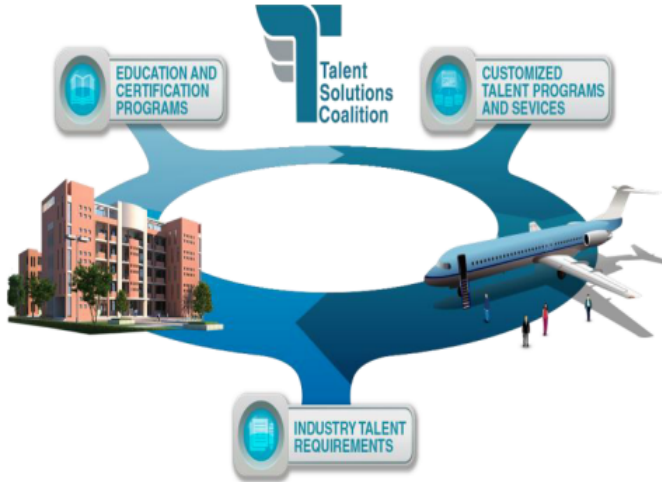 Talent
Solutions
Coalition
EDUCATION AND
CERTIFICATION
PROGRAMS
CUSTOMIZED
TALENT PROGRAMS
AND SEVICES
INDUSTRY TALENT
REQUIREMENTS